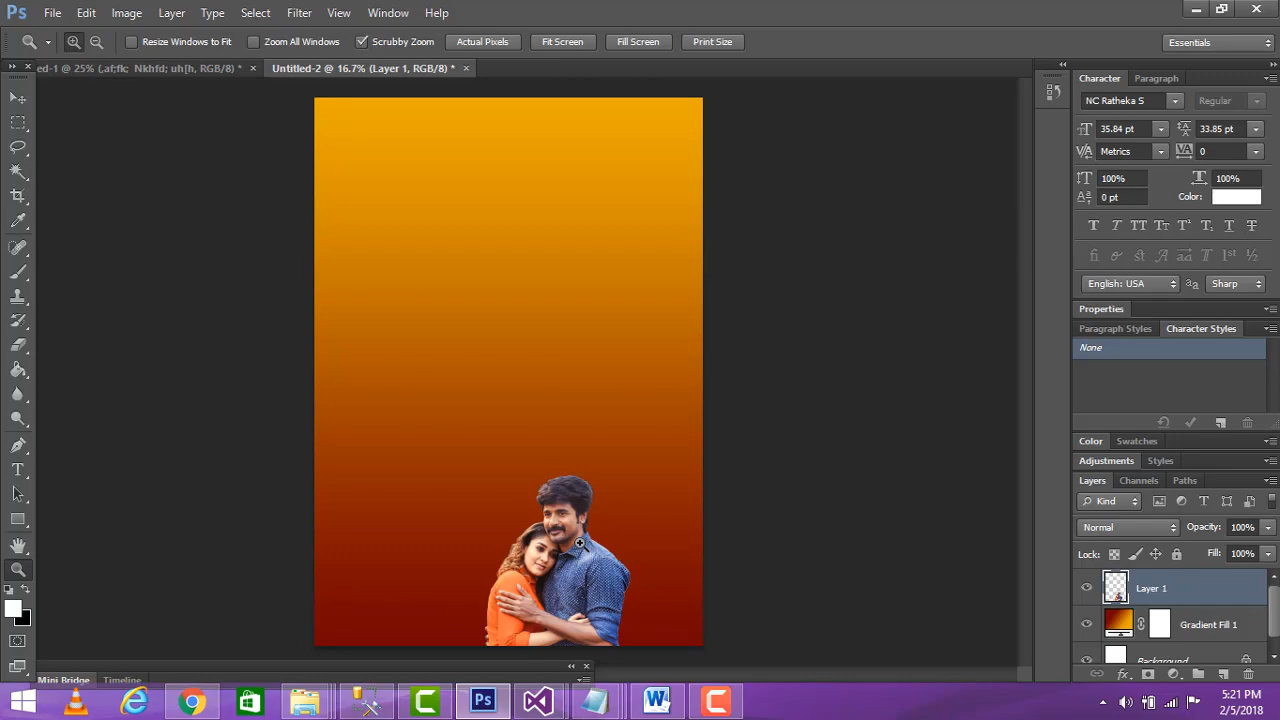 Ps File Edit Image Layer Type Select Filter View Window Help
Resize Windows to Fit Zoom All Windows Scrubby Zoom Actual Pixels Fit Screen Fill Screen Print Size Essentials
ed-1 @ 25% (,af;fk; Nkhfd; uh[h, RGB/8) * × Untitled-2 @ 16.7% (Layer 1, RGB/8) * ×
Character Paragraph
NC Ratheka S Regular
35.84 pt 33.85 pt
Metrics 0
100% 100%
0 pt Color:
English: USA Sharp
Properties
Paragraph Styles Character Styles
None
Color Swatches
Adjustments Styles
Layers Channels Paths
Kind
Normal Opacity: 100%
Lock: Fill: 100%
Layer 1
Gradient Fill 1
Background
Mini Bridge Timeline
5:21 PM
2/5/2018